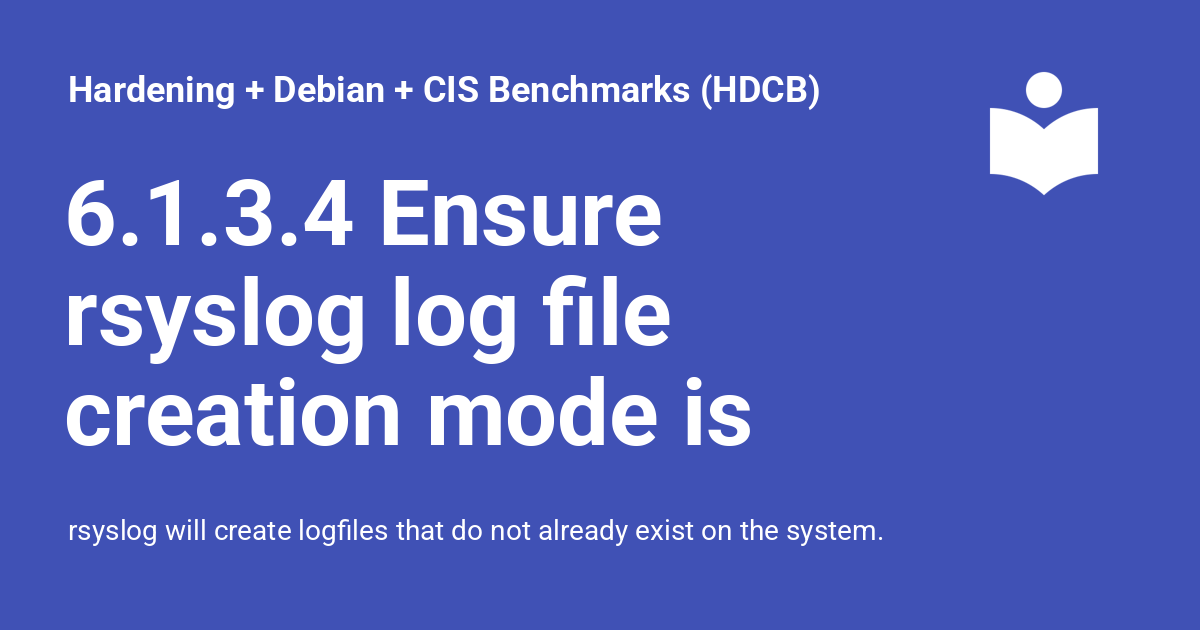 Hardening + Debian + CIS Benchmarks (HDCB)
6.1.3.4 Ensure
rsyslog log file
creation mode is
rsyslog will create logfiles that do not already exist on the system.